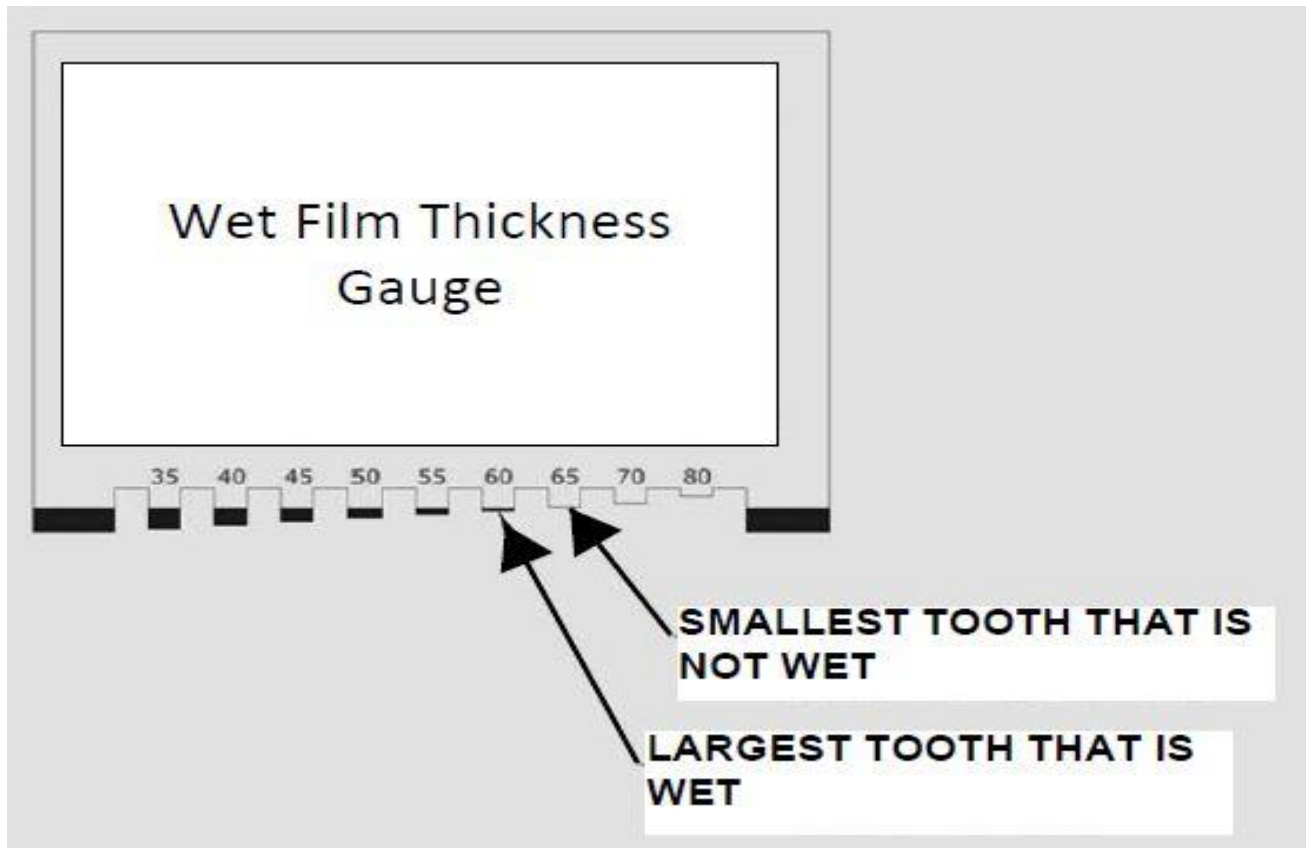 Wet Film Thickness
Gauge
35 40 45 50 55 60 65 70 80
SMALLEST TOOTH THAT IS
NOT WET
LARGEST TOOTH THAT IS
WET